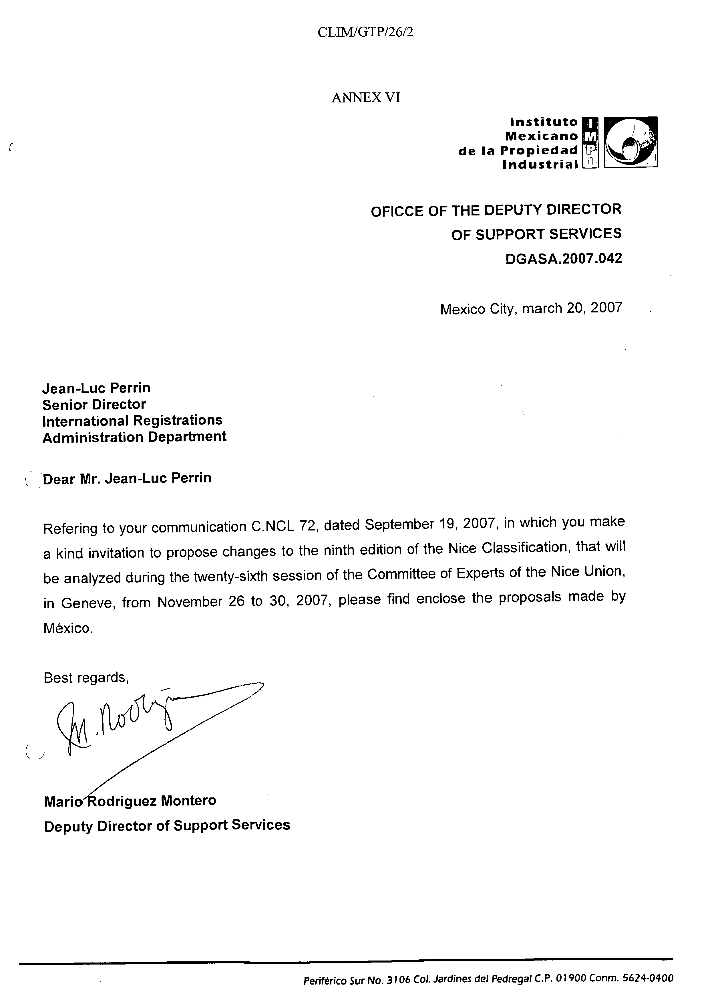 CLIM/GTP/26/2
ANNEX VI
Instituto
Mexicano
de la Propiedad
Industrial
I
M
P
OFICCE OF THE DEPUTY DIRECTOR
OF SUPPORT SERVICES
DGASA.2007.042
Mexico City, march 20, 2007
Jean-Luc Perrin
Senior Director
International Registrations
Administration Department
Dear Mr. Jean-Luc Perrin
Refering to your communication C.NCL 72, dated September 19, 2007, in which you make
a kind invitation to propose changes to the ninth edition of the Nice Classification, that will
be analyzed during the twenty-sixth session of the Committee of Experts of the Nice Union,
in Geneve, from November 26 to 30, 2007, please find enclose the proposals made by
México.
Best regards,
Mario Rodriguez Montero
Deputy Director of Support Services
Periférico Sur No. 3106 Col. Jardines del Pedregal C.P. 01900 Conm. 5624-0400